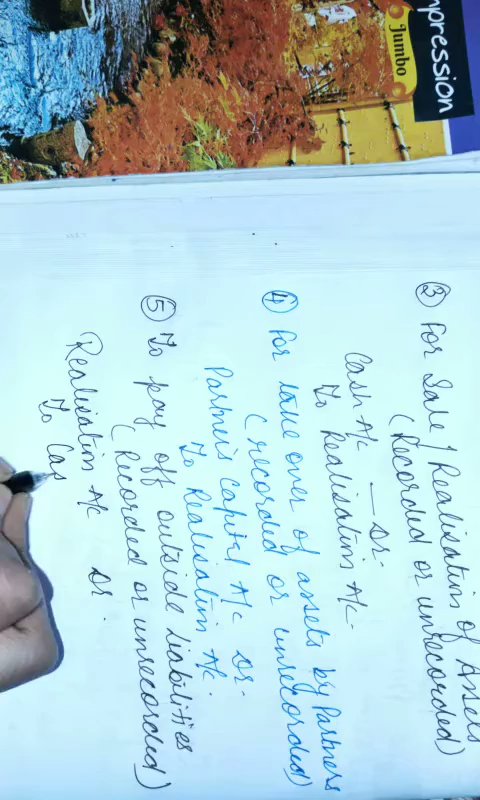 mpression
Jumbo
③ For Sale / Realisation of Assets
(Recorded or unrecorded)
Cash A/c — Dr.
To Realisation A/c
④ For take over of assets by Partners
(recorded or unrecorded)
Partner's Capital A/c Dr.
To Realisation A/c.
⑤ To pay off outside liabilities
(Recorded or unrecorded)
Realisation A/c Dr.
To Cas